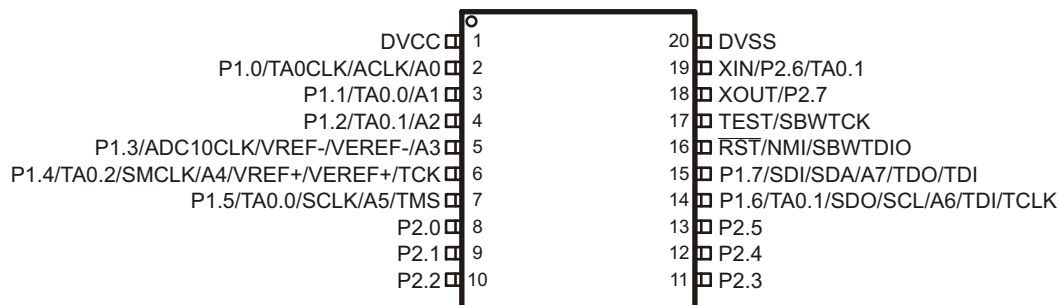 DVCC 1 20 DVSS
P1.0/TA0CLK/ACLK/A0 2 19 XIN/P2.6/TA0.1
P1.1/TA0.0/A1 3 18 XOUT/P2.7
P1.2/TA0.1/A2 4 17 TEST/SBWTCK
P1.3/ADC10CLK/VREF-/VEREF-/A3 5 16 RST/NMI/SBWTDIO
P1.4/TA0.2/SMCLK/A4/VREF+/VEREF+/TCK 6 15 P1.7/SDI/SDA/A7/TDO/TDI
P1.5/TA0.0/SCLK/A5/TMS 7 14 P1.6/TA0.1/SDO/SCL/A6/TDI/TCLK
P2.0 8 13 P2.5
P2.1 9 12 P2.4
P2.2 10 11 P2.3